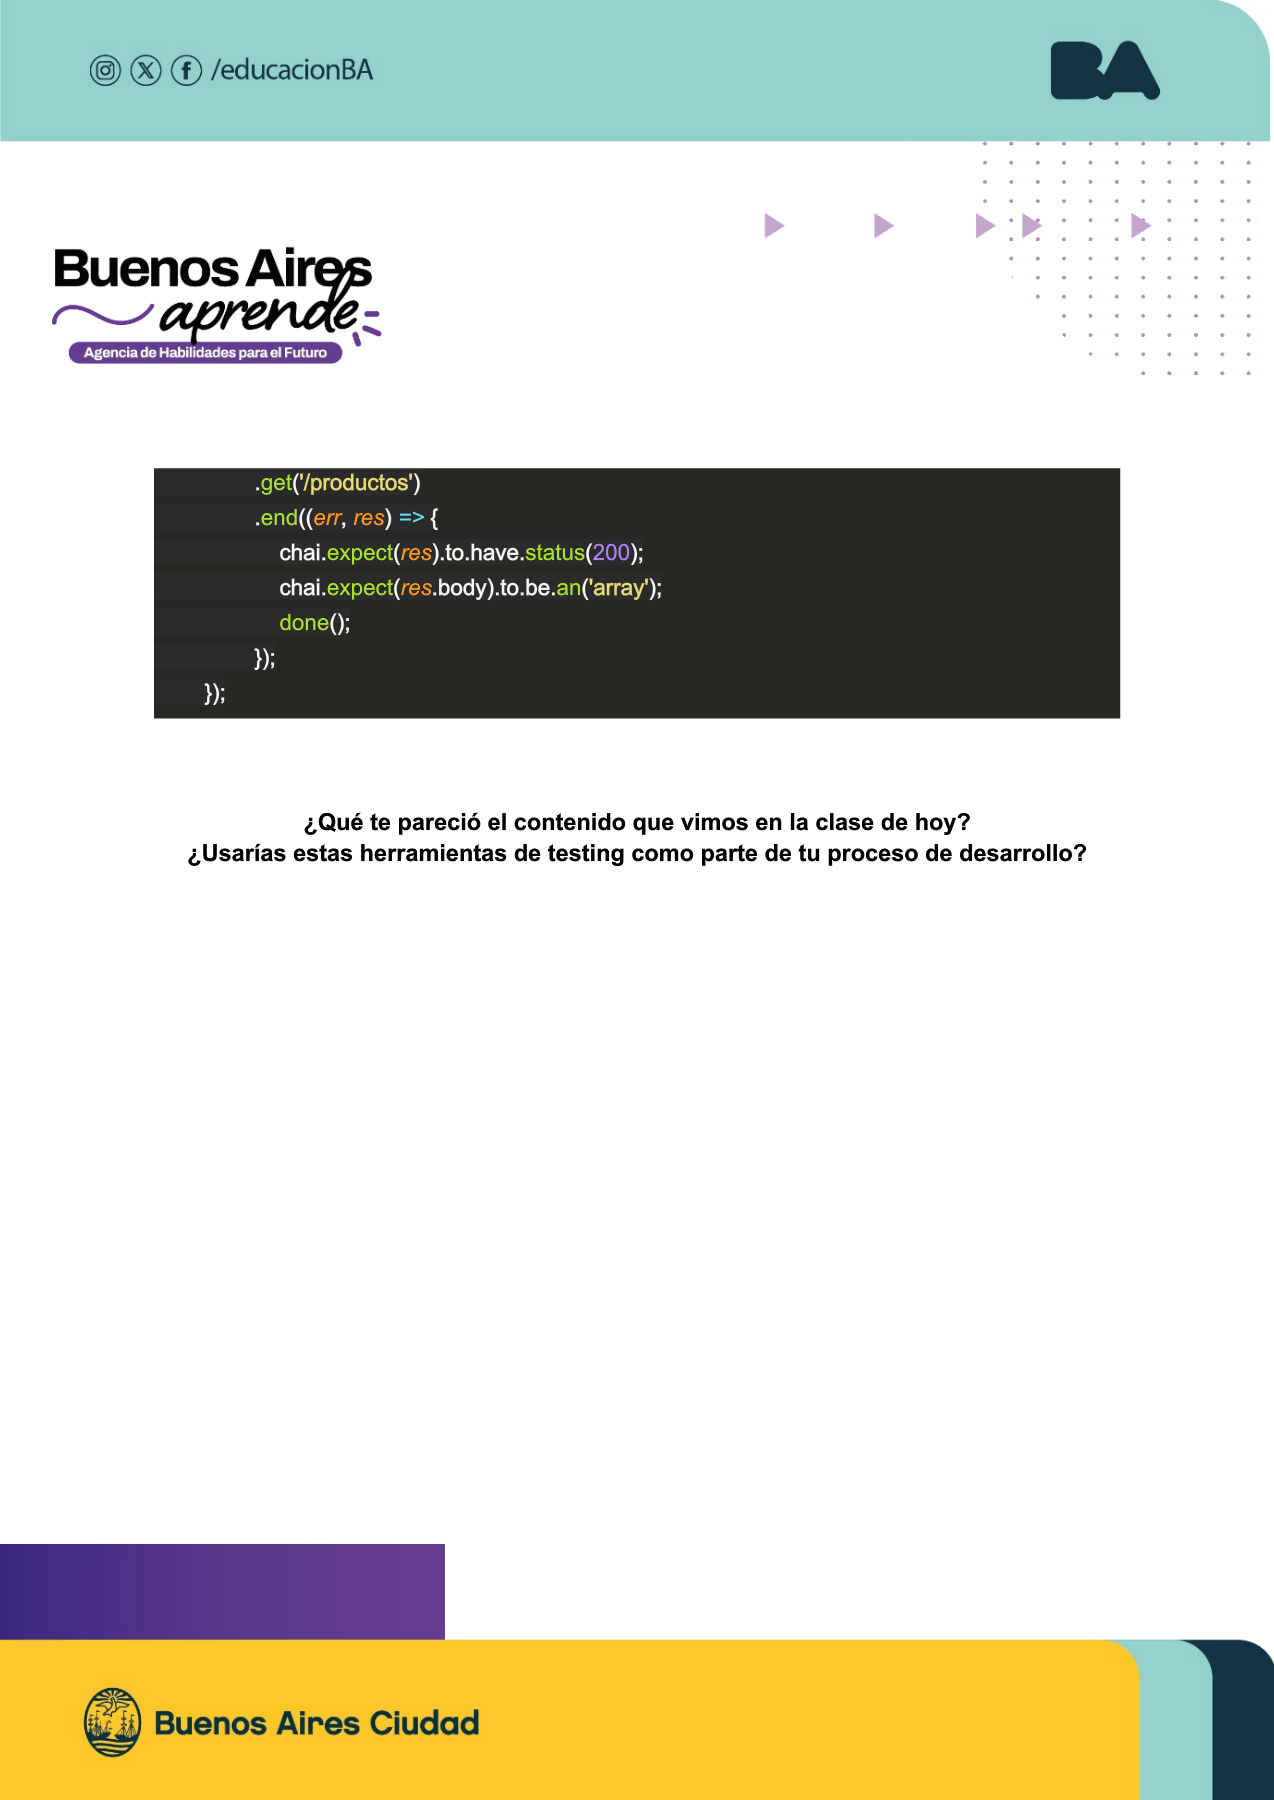 /educacionBA
BA
Buenos Aires
aprende
Agencia de Habilidades para el Futuro
.get('/productos')
.end((err, res) => {
chai.expect(res).to.have.status(200);
chai.expect(res.body).to.be.an('array');
done();
});
});
¿Qué te pareció el contenido que vimos en la clase de hoy?
¿Usarías estas herramientas de testing como parte de tu proceso de desarrollo?
Buenos Aires Ciudad